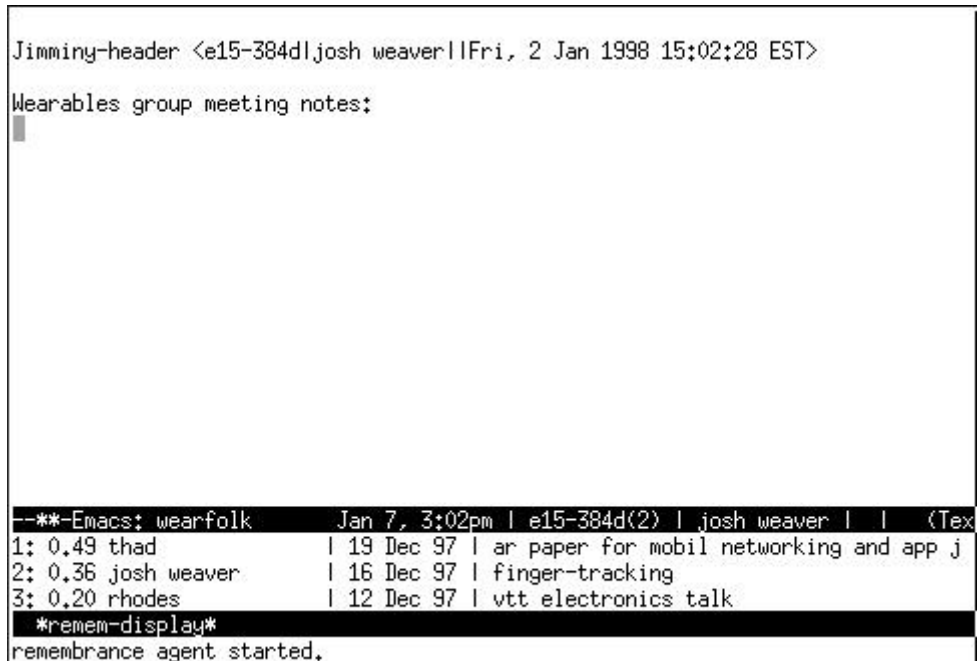 Jimminy-header <e15-384d|josh weaver||Fri, 2 Jan 1998 15:02:28 EST>
Wearables group meeting notes:
--**-Emacs: wearfolk Jan 7, 3:02pm | e15-384d(2) | josh weaver | | (Tex
1: 0.49 thad | 19 Dec 97 | ar paper for mobil networking and app j
2: 0.36 josh weaver | 16 Dec 97 | finger-tracking
3: 0.20 rhodes | 12 Dec 97 | vtt electronics talk
*remem-display*
remembrance agent started.